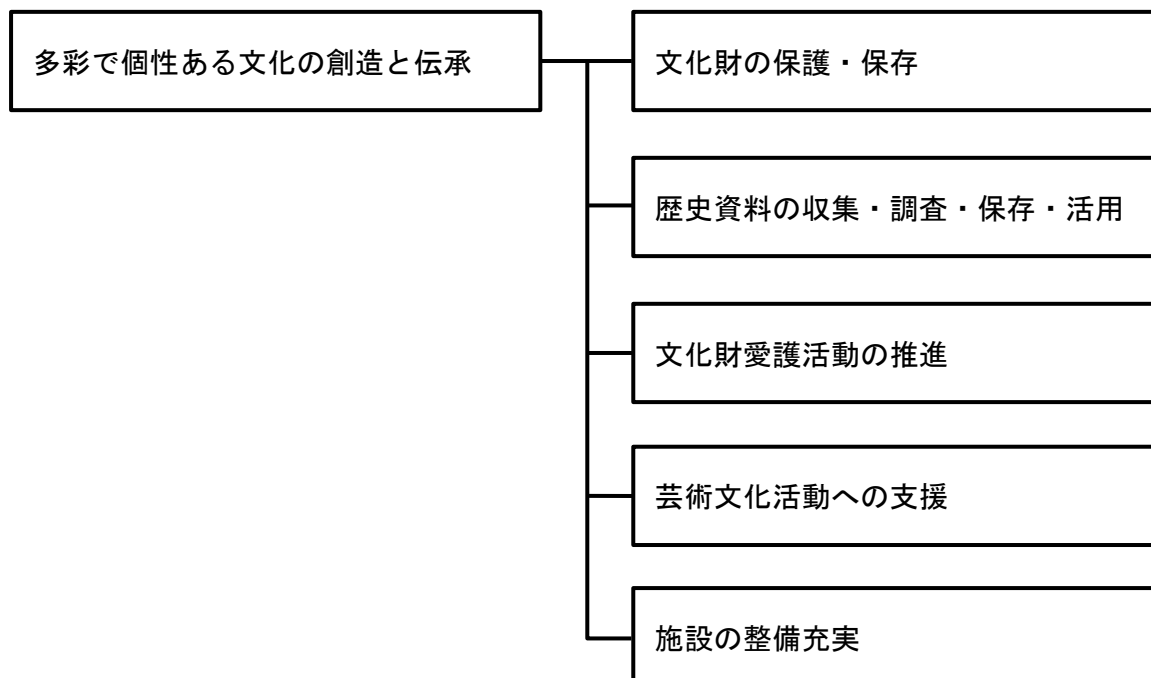 多彩で個性ある文化の創造と伝承
文化財の保護・保存
歴史資料の収集・調査・保存・活用
文化財愛護活動の推進
芸術文化活動への支援
施設の整備充実